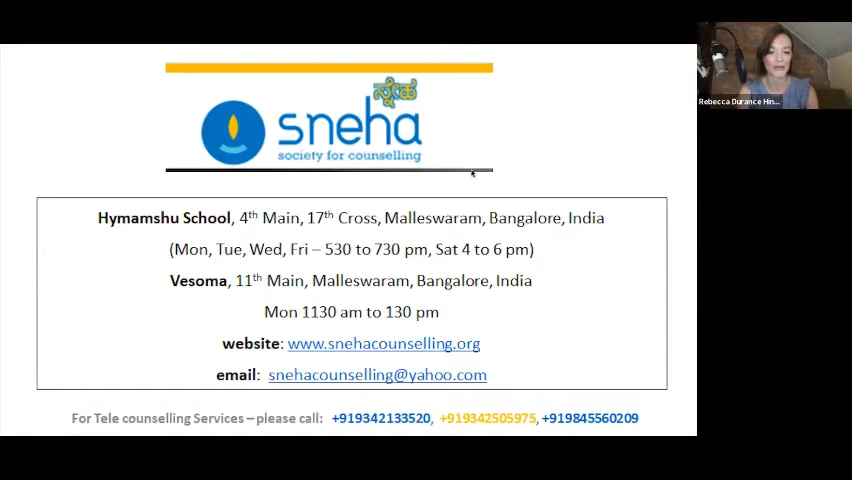 ಸ್ನೇಹ
sneha
society for counselling
Hymamshu School, 4th Main, 17th Cross, Malleswaram, Bangalore, India
(Mon, Tue, Wed, Fri – 530 to 730 pm, Sat 4 to 6 pm)
Vesoma, 11th Main, Malleswaram, Bangalore, India
Mon 1130 am to 130 pm
website: www.snehacounselling.org
email: snehacounselling@yahoo.com
For Tele counselling Services – please call: +919342133520, +919342505975, +919845560209
Rebecca Durance Hin...